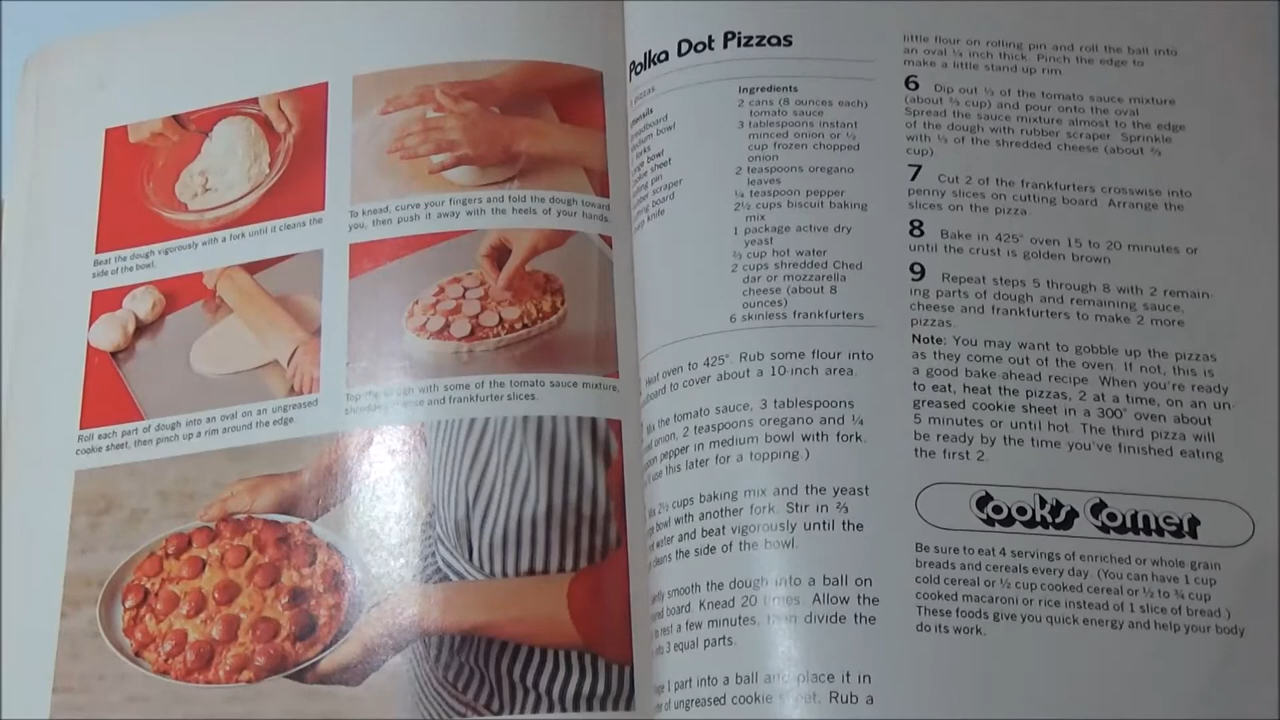 Beat the dough vigorously with a fork until it cleans the
side of the bowl.
To knead, curve your fingers and fold the dough toward
you, then push it away with the heels of your hands.
Roll each part of dough into an oval on an ungreased
cookie sheet, then pinch up a rim around the edge.
Top the dough with some of the tomato sauce mixture,
shredded cheese and frankfurter slices.
Polka Dot Pizzas
pizzas
bowl
forks
bowl
sheet
pin
scraper
board
knife
Ingredients
2 cans (8 ounces each)
tomato sauce
3 tablespoons instant
minced onion or ½
cup frozen chopped
onion
2 teaspoons oregano
leaves
¼ teaspoon pepper
2½ cups biscuit baking
mix
1 package active dry
yeast
⅔ cup hot water
2 cups shredded Ched
dar or mozzarella
cheese (about 8
ounces)
6 skinless frankfurters
Heat oven to 425°. Rub some flour into
board to cover about a 10-inch area.
the tomato sauce, 3 tablespoons
onion, 2 teaspoons oregano and ¼
pepper in medium bowl with fork.
use this later for a topping.)
2½ cups baking mix and the yeast
bowl with another fork. Stir in ⅔
water and beat vigorously until the
cleans the side of the bowl.
smooth the dough into a ball on
board. Knead 20 times. Allow the
to rest a few minutes, then divide the
into 3 equal parts.
1 part into a ball and place it in
of ungreased cookie sheet. Rub a
little flour on rolling pin and roll the ball into
an oval ¼ inch thick. Pinch the edge to
make a little stand up rim.
6 Dip out ⅓ of the tomato sauce mixture
(about ⅔ cup) and pour onto the oval
Spread the sauce mixture almost to the edge
of the dough with rubber scraper. Sprinkle
with ⅓ of the shredded cheese (about ⅔
cup)
7 Cut 2 of the frankfurters crosswise into
penny slices on cutting board. Arrange the
slices on the pizza
8 Bake in 425° oven 15 to 20 minutes or
until the crust is golden brown
9 Repeat steps 5 through 8 with 2 remain-
ing parts of dough and remaining sauce,
cheese and frankfurters to make 2 more
pizzas.
Note: You may want to gobble up the pizzas
as they come out of the oven. If not, this is
a good bake-ahead recipe. When you're ready
to eat, heat the pizzas, 2 at a time, on an un-
greased cookie sheet in a 300° oven about
5 minutes or until hot. The third pizza will
be ready by the time you've finished eating
the first 2.
Cook's Corner
Be sure to eat 4 servings of enriched or whole-grain
breads and cereals every day. (You can have 1 cup
cold cereal or ½ cup cooked cereal or ½ to ¾ cup
cooked macaroni or rice instead of 1 slice of bread.)
These foods give you quick energy and help your body
do its work.